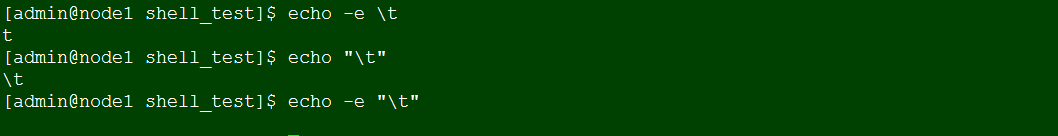 [admin@node1 shell_test]$ echo -e \t
t
[admin@node1 shell_test]$ echo "\t"
\t
[admin@node1 shell_test]$ echo -e "\t"